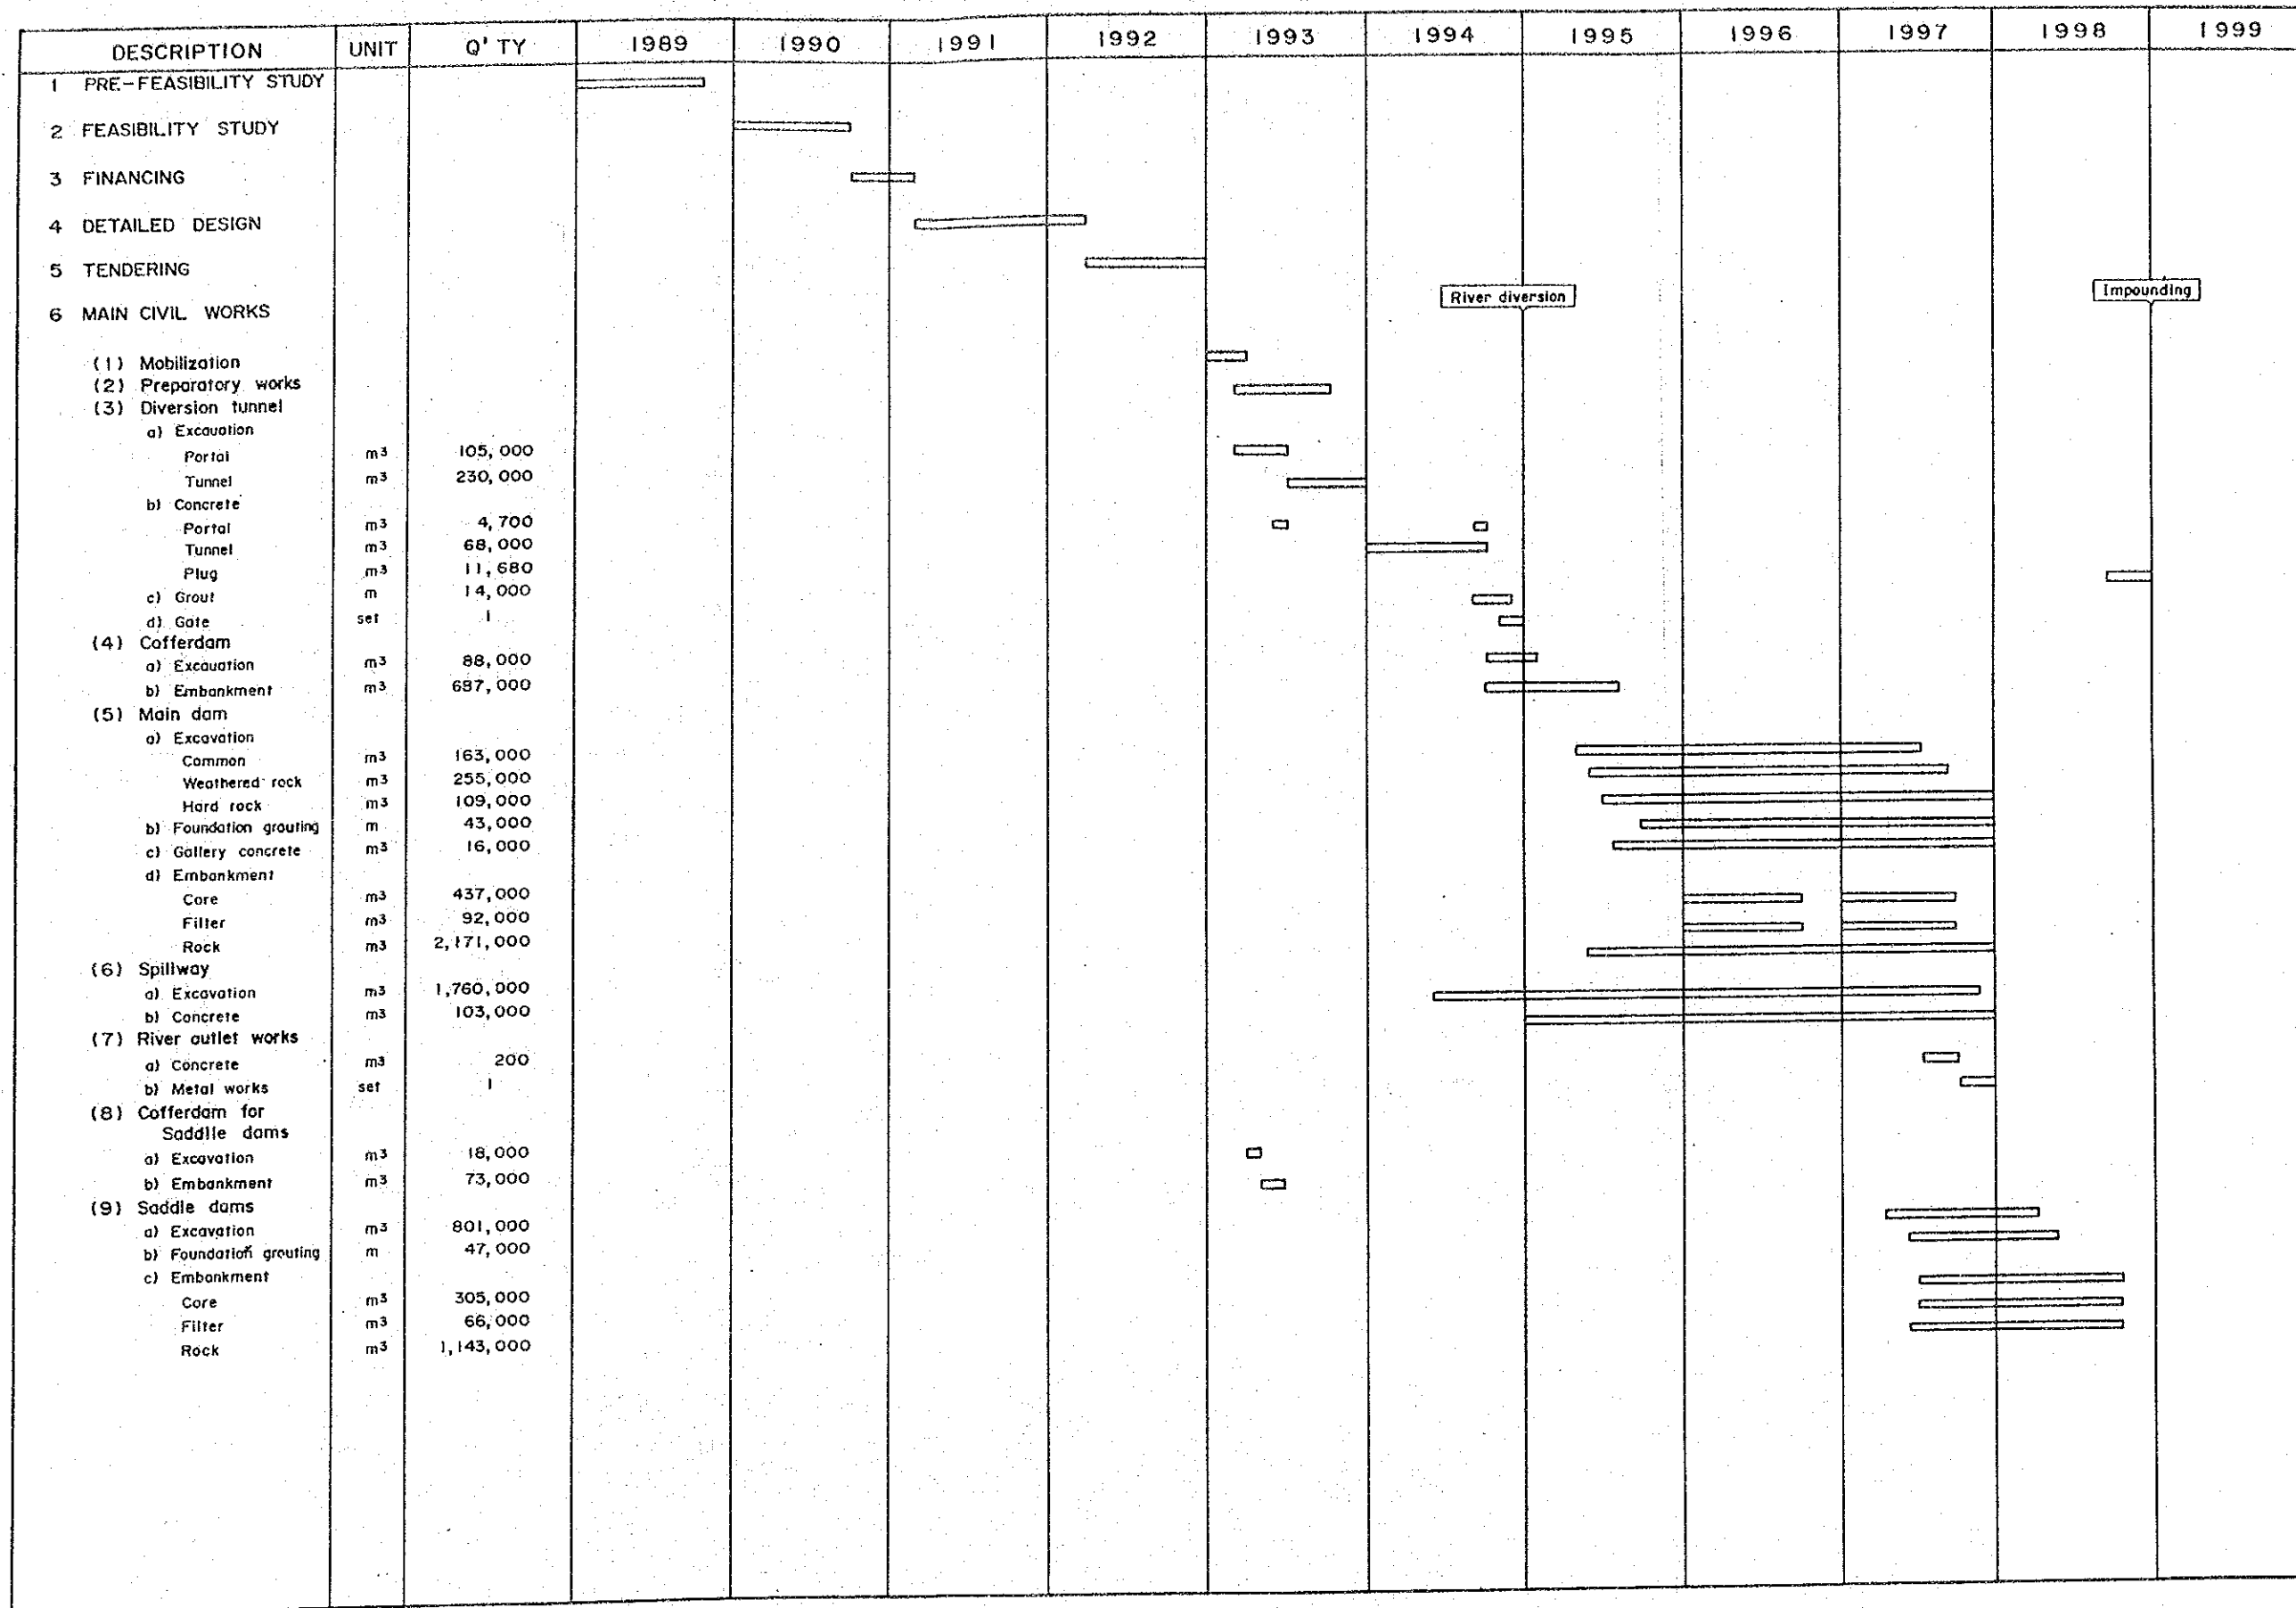 DESCRIPTION UNIT Q'TY 1989 1990 1991 1992 1993 1994 1995 1996 1997 1998 1999
1 PRE-FEASIBILITY STUDY
2 FEASIBILITY STUDY
3 FINANCING
4 DETAILED DESIGN
5 TENDERING
River diversion Impounding
6 MAIN CIVIL WORKS
(1) Mobilization
(2) Preparatory works
(3) Diversion tunnel
a) Excauation
Portal m3 105,000
Tunnel m3 230,000
b) Concrete
Portal m3 4,700
Tunnel m3 68,000
Plug m3 11,680
c) Grout m 14,000
d) Gate set 1
(4) Cofferdam
a) Excauation m3 88,000
b) Embankment m3 687,000
(5) Main dam
a) Excavation
Common m3 163,000
Weathered rock m3 255,000
Hard rock m3 109,000
b) Foundation grouting m 43,000
c) Gallery concrete m3 16,000
d) Embankment
Core m3 437,000
Filter m3 92,000
Rock m3 2,171,000
(6) Spillway
a) Excavation m3 1,760,000
b) Concrete m3 103,000
(7) River outlet works
a) Concrete m3 200
b) Metal works set 1
(8) Cofferdam for
Saddlle dams
a) Excavation m3 18,000
b) Embankment m3 73,000
(9) Saddle dams
a) Excavation m3 801,000
b) Foundation grouting m 47,000
c) Embankment
Core m3 305,000
Filter m3 66,000
Rock m3 1,143,000